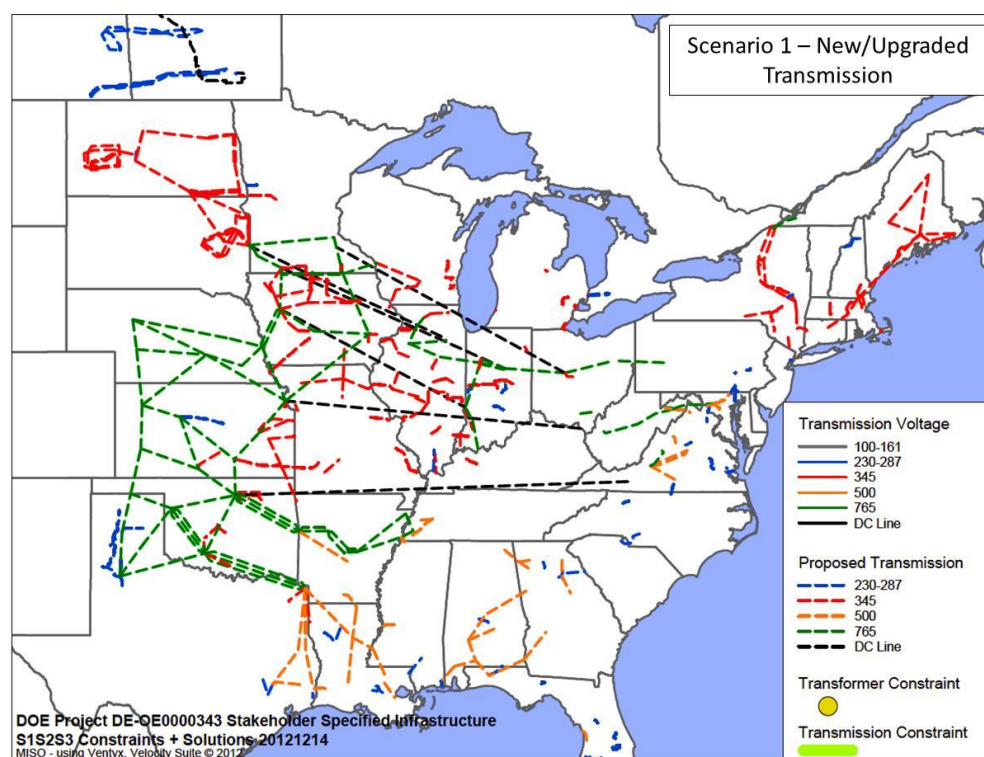 Scenario 1 – New/Upgraded
Transmission
Transmission Voltage
100-161
230-287
345
500
765
DC Line
Proposed Transmission
230-287
345
500
765
DC Line
Transformer Constraint
Transmission Constraint
DOE Project DE-OE0000343 Stakeholder Specified Infrastructure
S1S2S3 Constraints + Solutions 20121214
MISO - using Ventyx, Velocity Suite © 2012